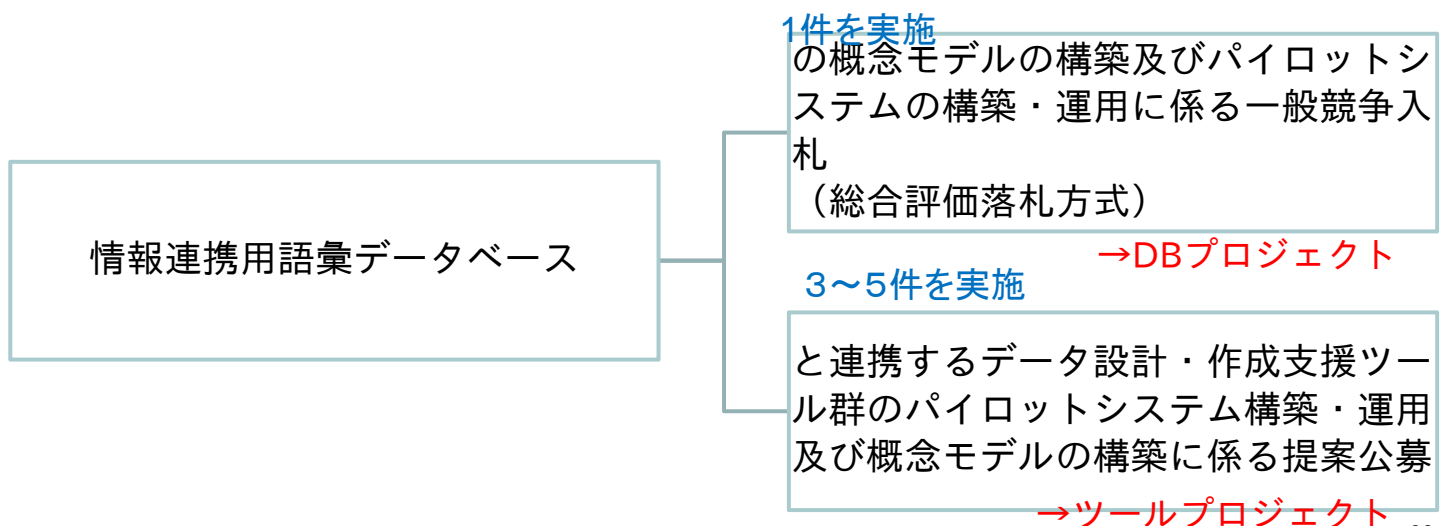 情報連携用語彙データベース
1件を実施
の概念モデルの構築及びパイロットシ
ステムの構築・運用に係る一般競争入
札
（総合評価落札方式）
→DBプロジェクト
３～５件を実施
と連携するデータ設計・作成支援ツー
ル群のパイロットシステム構築・運用
及び概念モデルの構築に係る提案公募
→ツールプロジェクト